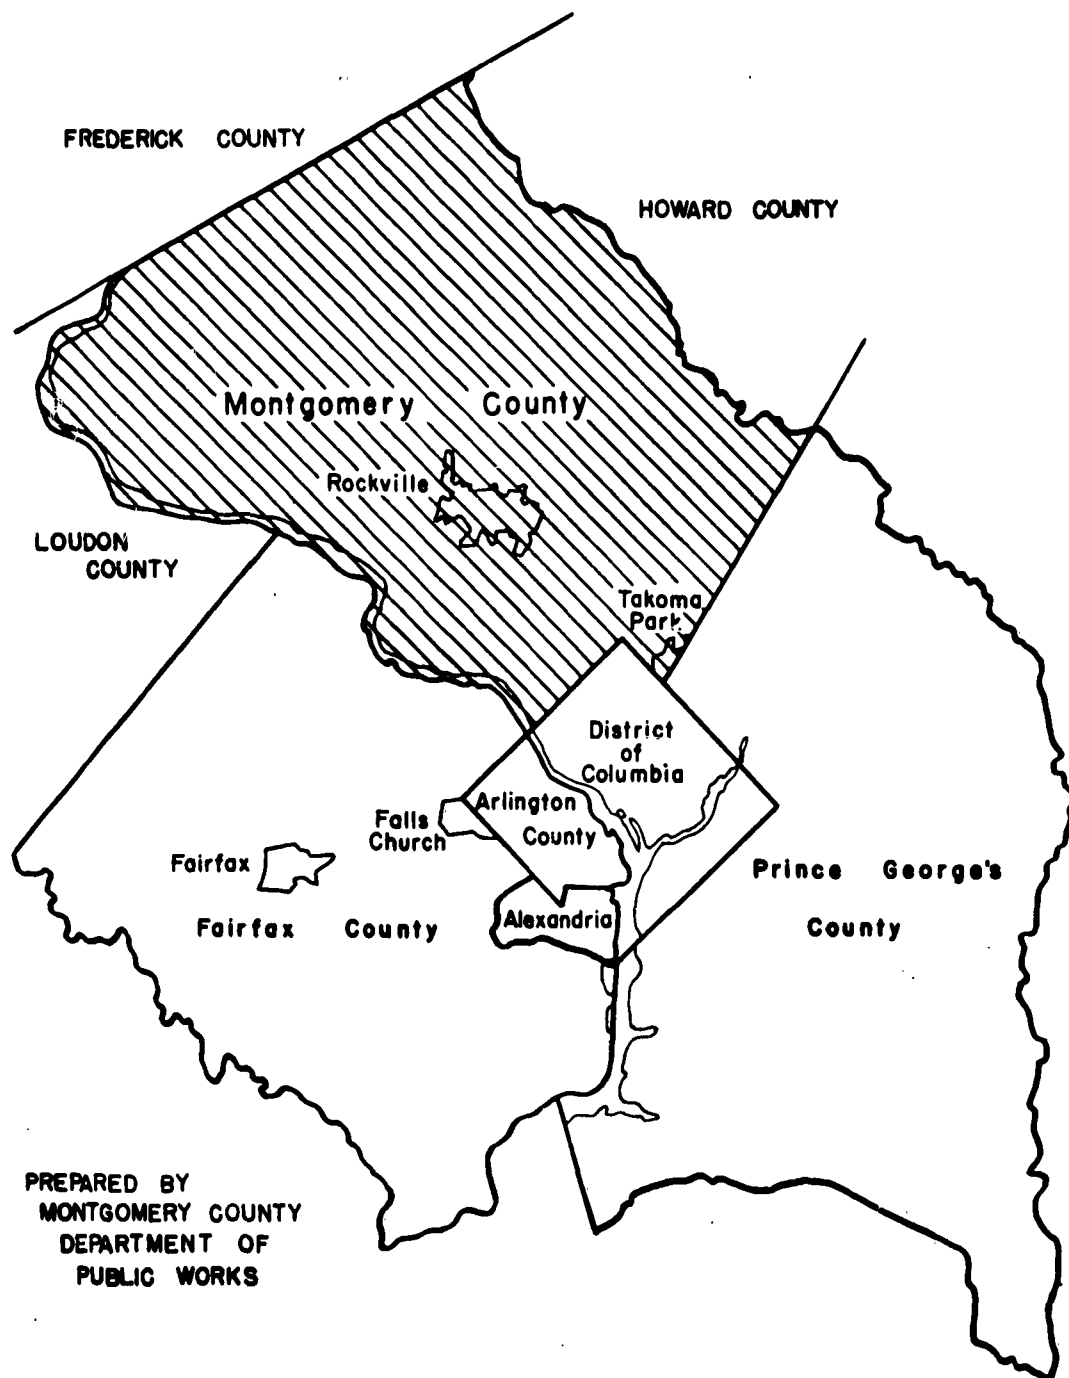 FREDERICK COUNTY
HOWARD COUNTY
Montgomery County
Rockville
LOUDON
COUNTY
Takoma
Park
District
of
Columbia
Arlington
County
Falls
Church
Fairfax
Prince George's
County
Fairfax County
Alexandria
PREPARED BY
MONTGOMERY COUNTY
DEPARTMENT OF
PUBLIC WORKS